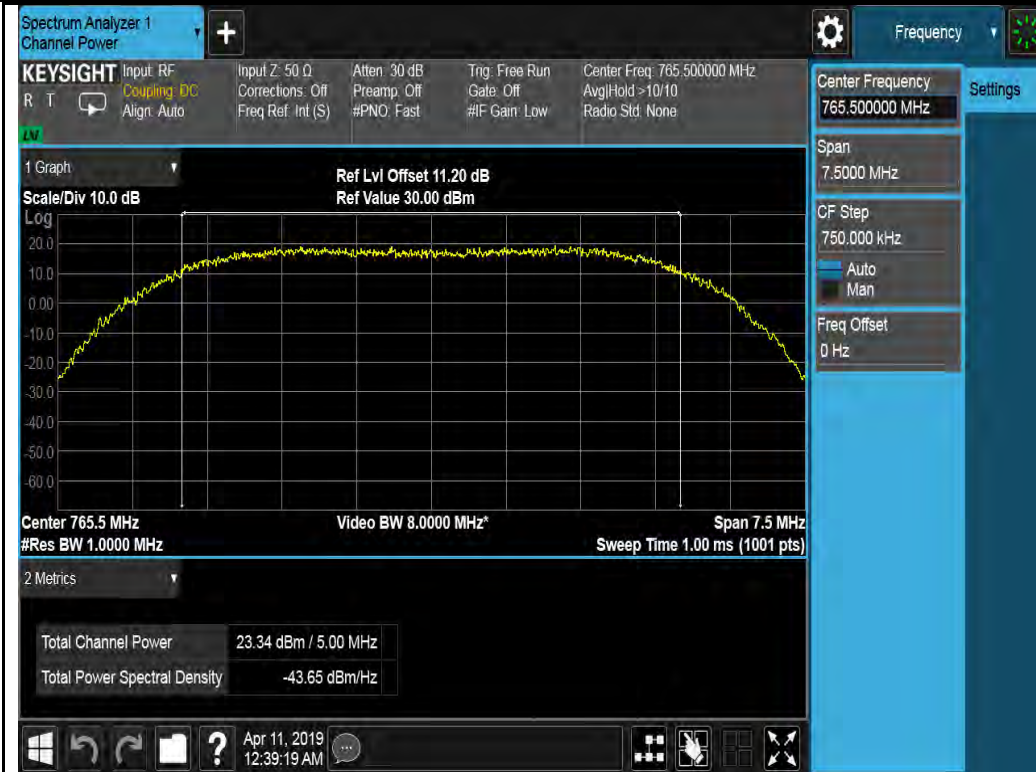 Spectrum Analyzer 1
Channel Power
+
Frequency
KEYSIGHT
R T
LNI
Input: RF
Coupling: DC
Align: Auto
Input Z: 50 Ω
Corrections: Off
Freq Ref: Int (S)
Atten: 30 dB
Preamp: Off
#PNO: Fast
Trig: Free Run
Gate: Off
#IF Gain: Low
Center Freq: 765.500000 MHz
Avg|Hold >10/10
Radio Std: None
Center Frequency
765.500000 MHz
Settings
Span
7.5000 MHz
CF Step
750.000 kHz
Auto
Man
Freq Offset
0 Hz
1 Graph
Scale/Div 10.0 dB
Ref Lvl Offset 11.20 dB
Ref Value 30.00 dBm
Log
20.0
10.0
0.00
-10.0
-20.0
-30.0
-40.0
-50.0
-60.0
Center 765.5 MHz
#Res BW 1.0000 MHz
Video BW 8.0000 MHz*
Span 7.5 MHz
Sweep Time 1.00 ms (1001 pts)
2 Metrics
Total Channel Power 23.34 dBm / 5.00 MHz
Total Power Spectral Density -43.65 dBm/Hz
?
Apr 11, 2019
12:39:19 AM